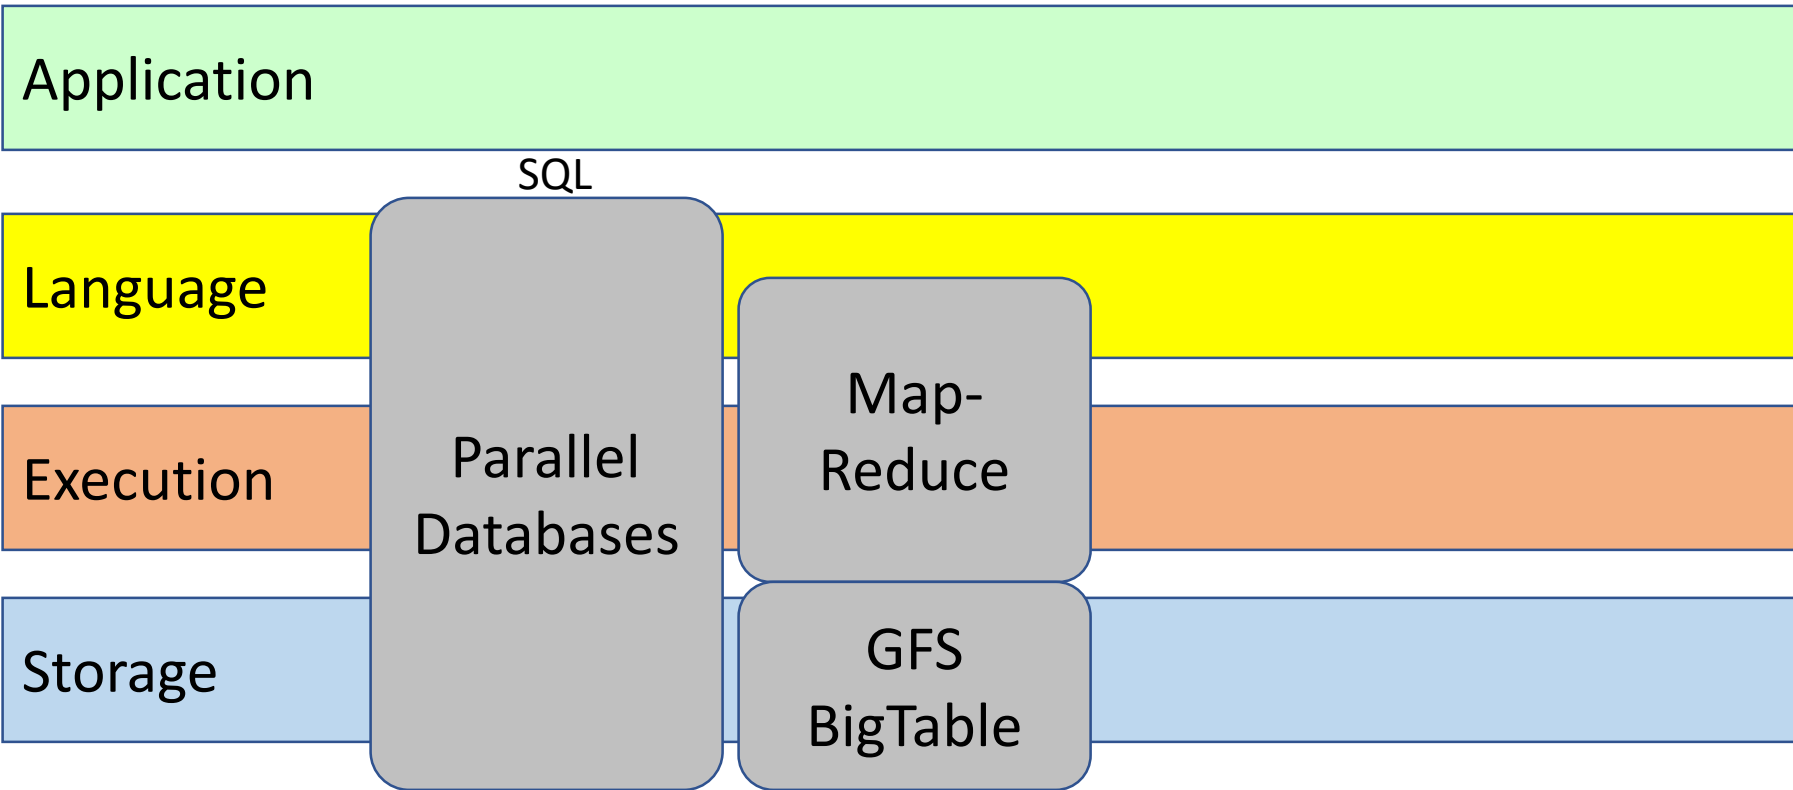 Application
SQL
Language
Execution
Storage
Parallel
Databases
Map-
Reduce
GFS
BigTable